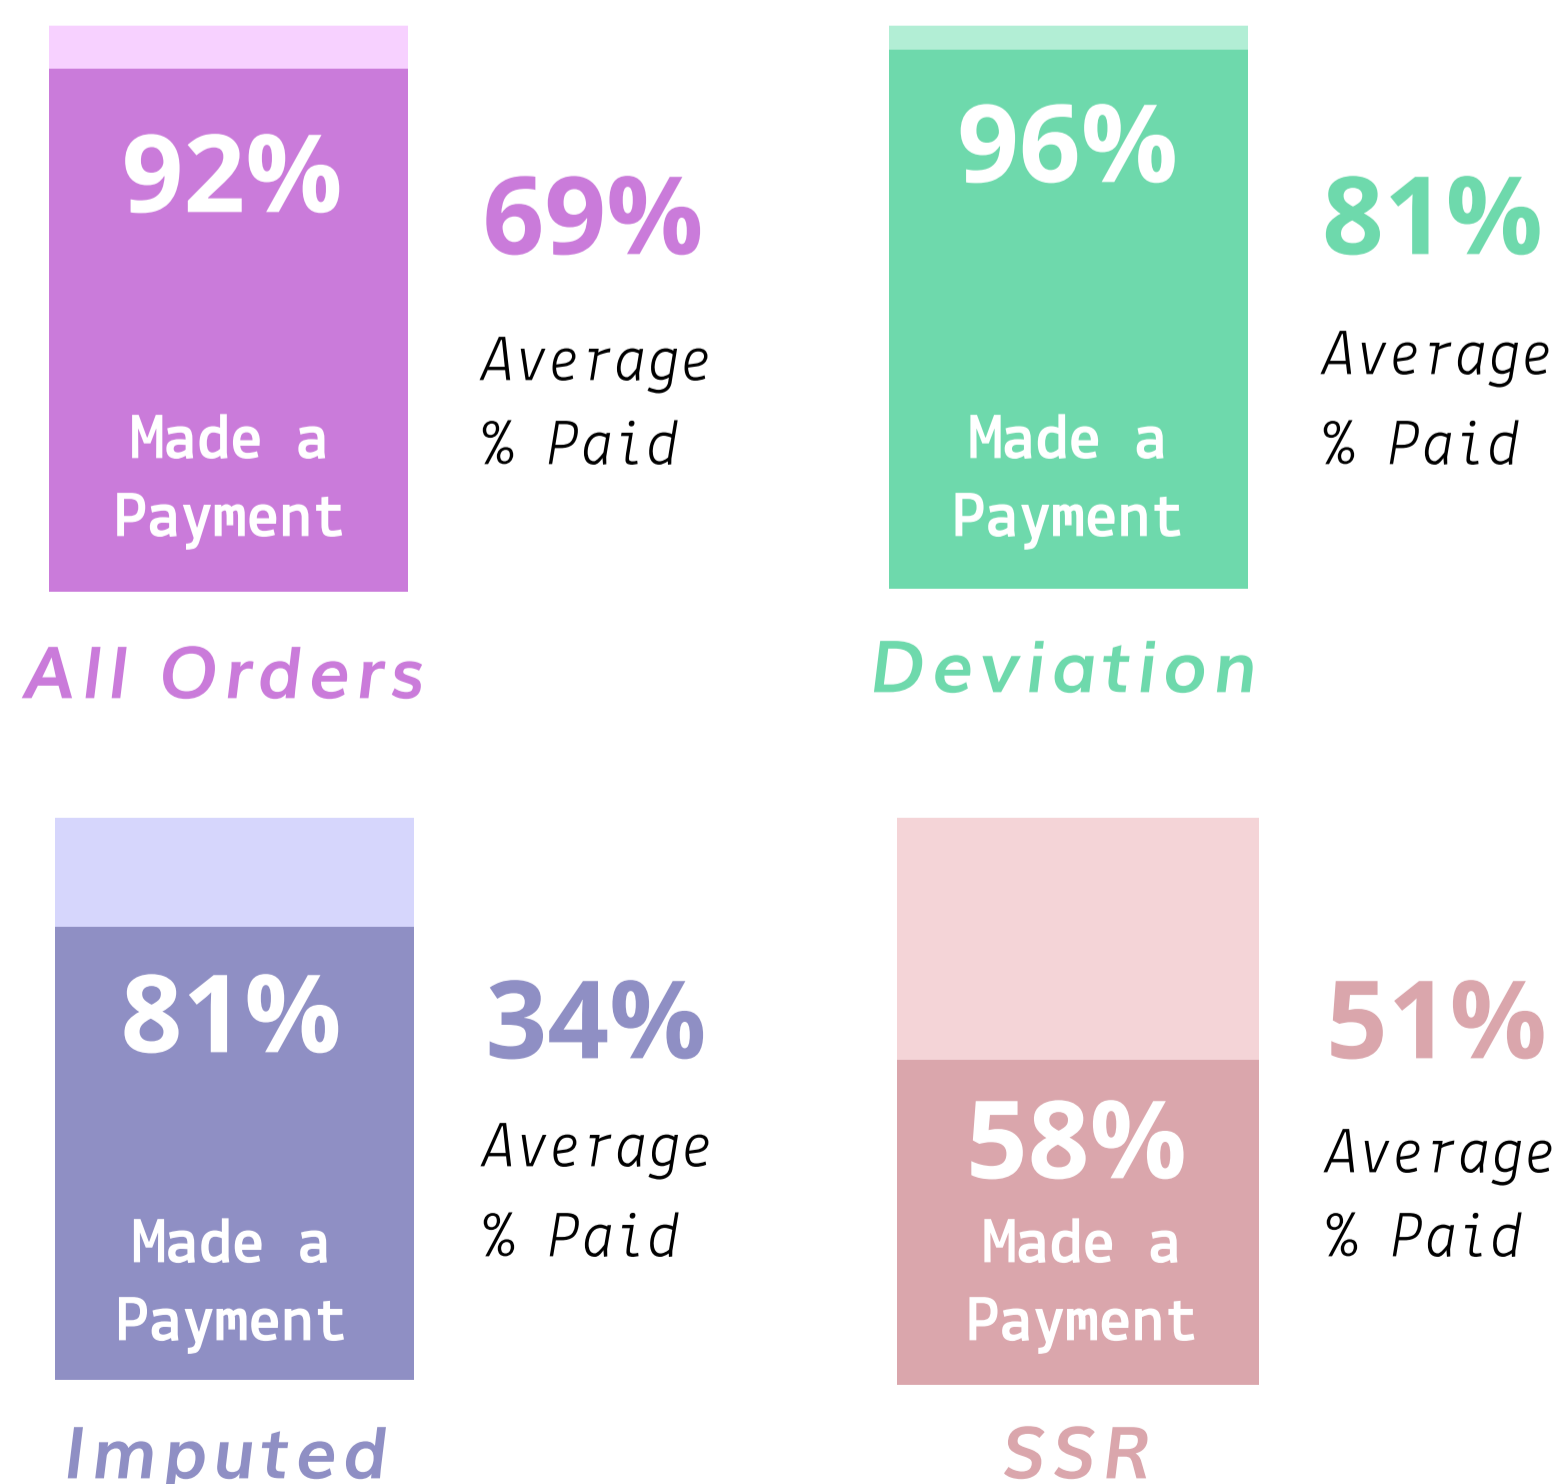 92%
69%
Average
% Paid
Made a
Payment
All Orders
96%
81%
Average
% Paid
Made a
Payment
Deviation
81%
34%
Average
% Paid
Made a
Payment
Imputed
58%
51%
Average
% Paid
Made a
Payment
SSR